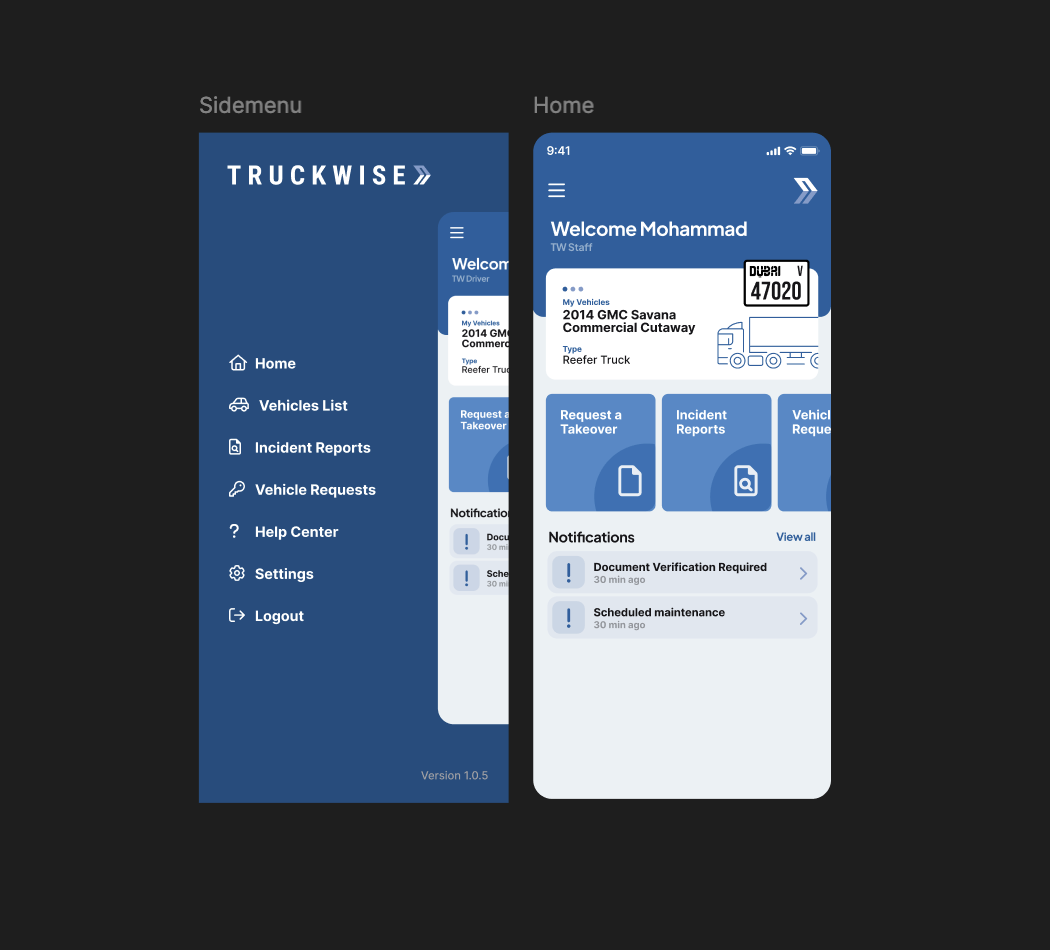 Sidemenu
TRUCKWISE
Welcom
TW Driver
My Vehicles
2014 GMC
Commerc
Type
Reefer Truc
Request a
Takeover
Notification
Docu
30 mi
Sche
30 mi
Home
Vehicles List
Incident Reports
Vehicle Requests
Help Center
Settings
Logout
Version 1.0.5
Home
9:41
Welcome Mohammad
TW Staff
DUBAI V
47020
My Vehicles
2014 GMC Savana
Commercial Cutaway
Type
Reefer Truck
Request a
Takeover
Incident
Reports
Vehicl
Reque
Notifications
View all
Document Verification Required
30 min ago
Scheduled maintenance
30 min ago